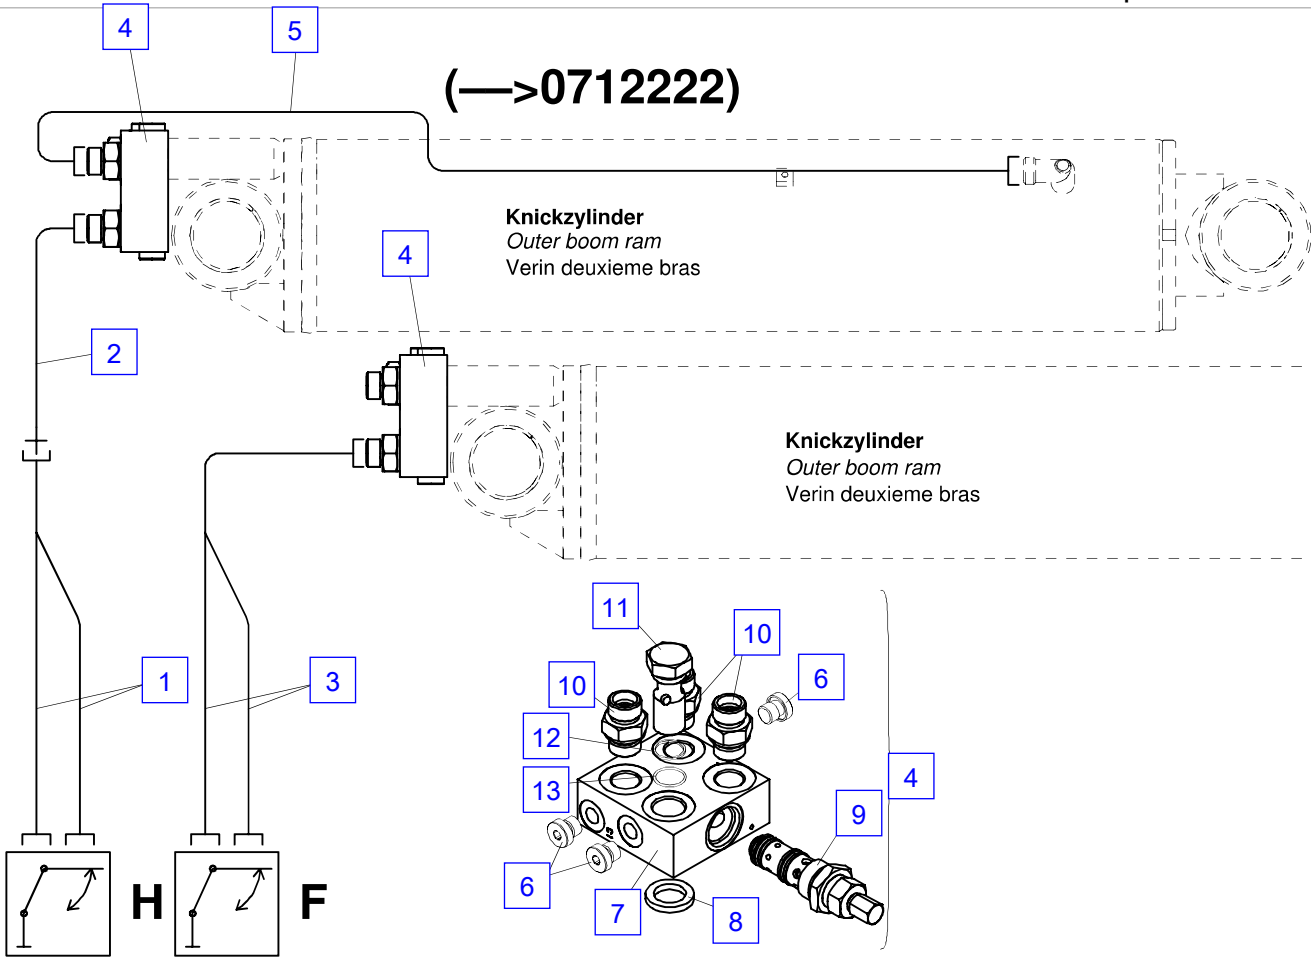 4
5
(—>0712222)
Knickzylinder
Outer boom ram
Verin deuxieme bras
4
2
Knickzylinder
Outer boom ram
Verin deuxieme bras
11
10
10
6
1
3
12
13
4
9
6
7
8
H
F